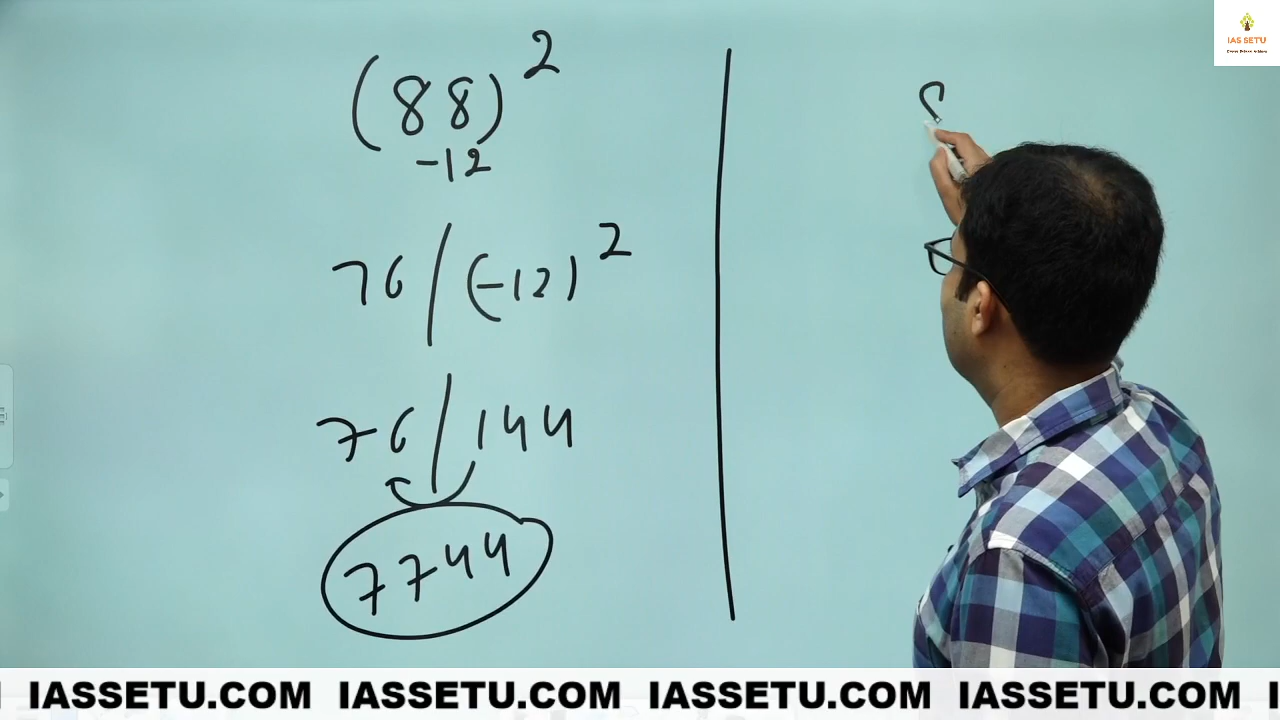 (88)²
-12
76 / (-12)²
76 / 144
7744
IAS SETU
IASSETU.COM IASSETU.COM IASSETU.COM IASSETU.COM